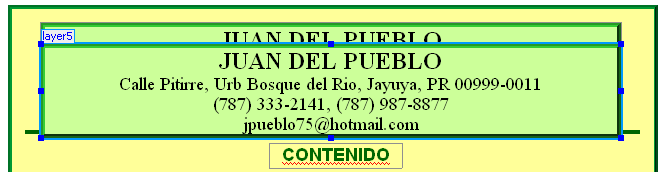 layer5
JUAN DEL PUEBLO
JUAN DEL PUEBLO
Calle Pitirre, Urb Bosque del Rio, Jayuya, PR 00999-0011
(787) 333-2141, (787) 987-8877
jpueblo75@hotmail.com
CONTENIDO